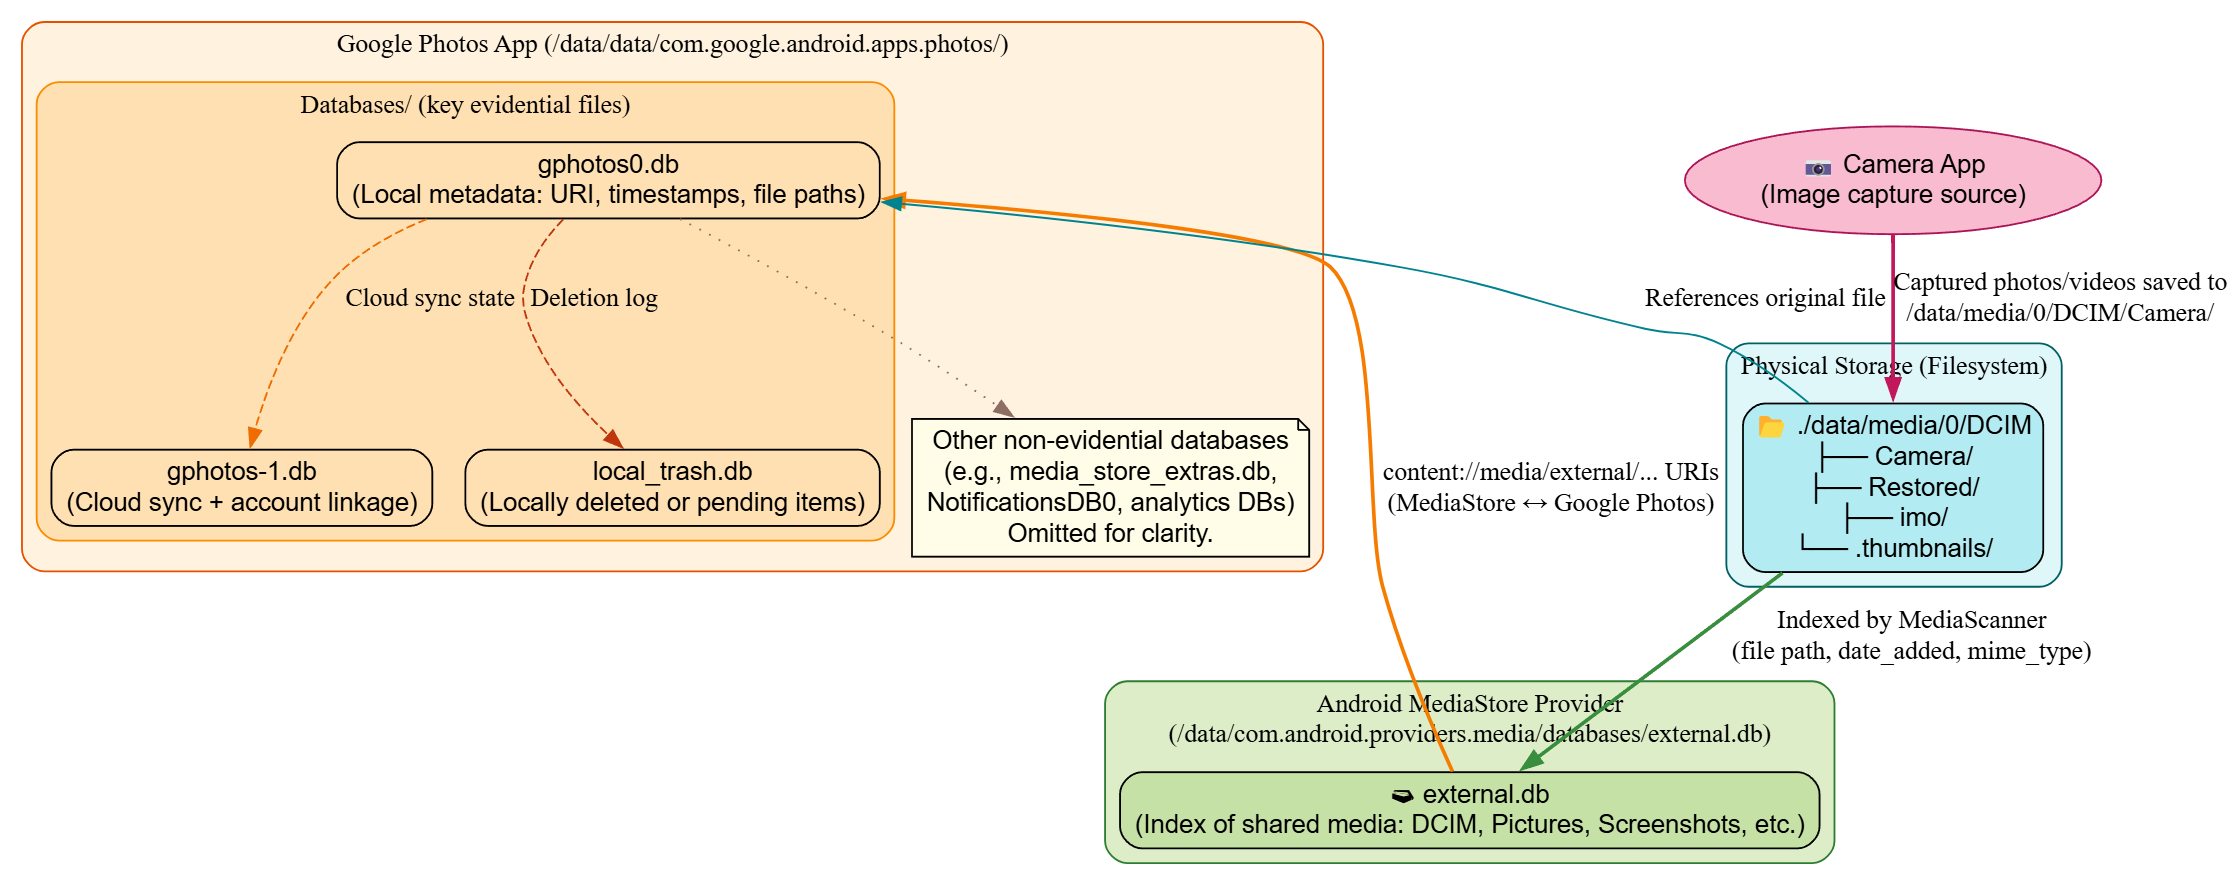 Google Photos App (/data/data/com.google.android.apps.photos/)
Databases/ (key evidential files)
gphotos0.db
(Local metadata: URI, timestamps, file paths)
Cloud sync state
Deletion log
gphotos-1.db
(Cloud sync + account linkage)
local_trash.db
(Locally deleted or pending items)
Other non-evidential databases
(e.g., media_store_extras.db,
NotificationsDB0, analytics DBs)
Omitted for clarity.
Camera App
(Image capture source)
References original file
Captured photos/videos saved to
/data/media/0/DCIM/Camera/
Physical Storage (Filesystem)
./data/media/0/DCIM
├── Camera/
├── Restored/
├── imo/
└── .thumbnails/
content://media/external/... URIs
(MediaStore ↔ Google Photos)
Indexed by MediaScanner
(file path, date_added, mime_type)
Android MediaStore Provider
(/data/com.android.providers.media/databases/external.db)
external.db
(Index of shared media: DCIM, Pictures, Screenshots, etc.)